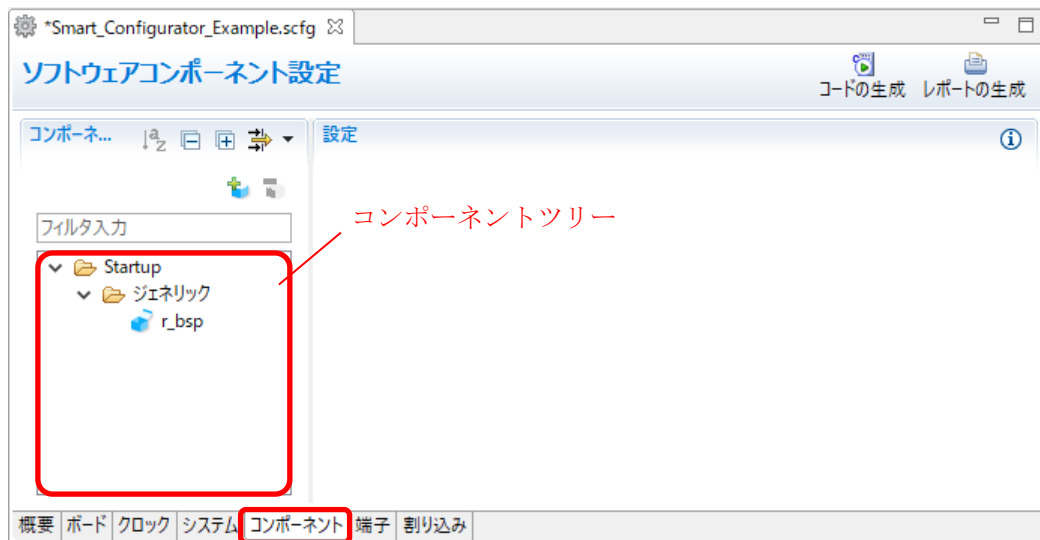 *Smart_Configurator_Example.scfg
ソフトウェアコンポーネント設定
コードの生成 レポートの生成
コンポーネ...
設定
フィルタ入力
コンポーネントツリー
Startup
ジェネリック
r_bsp
概要 ボード クロック システム コンポーネント 端子 割り込み